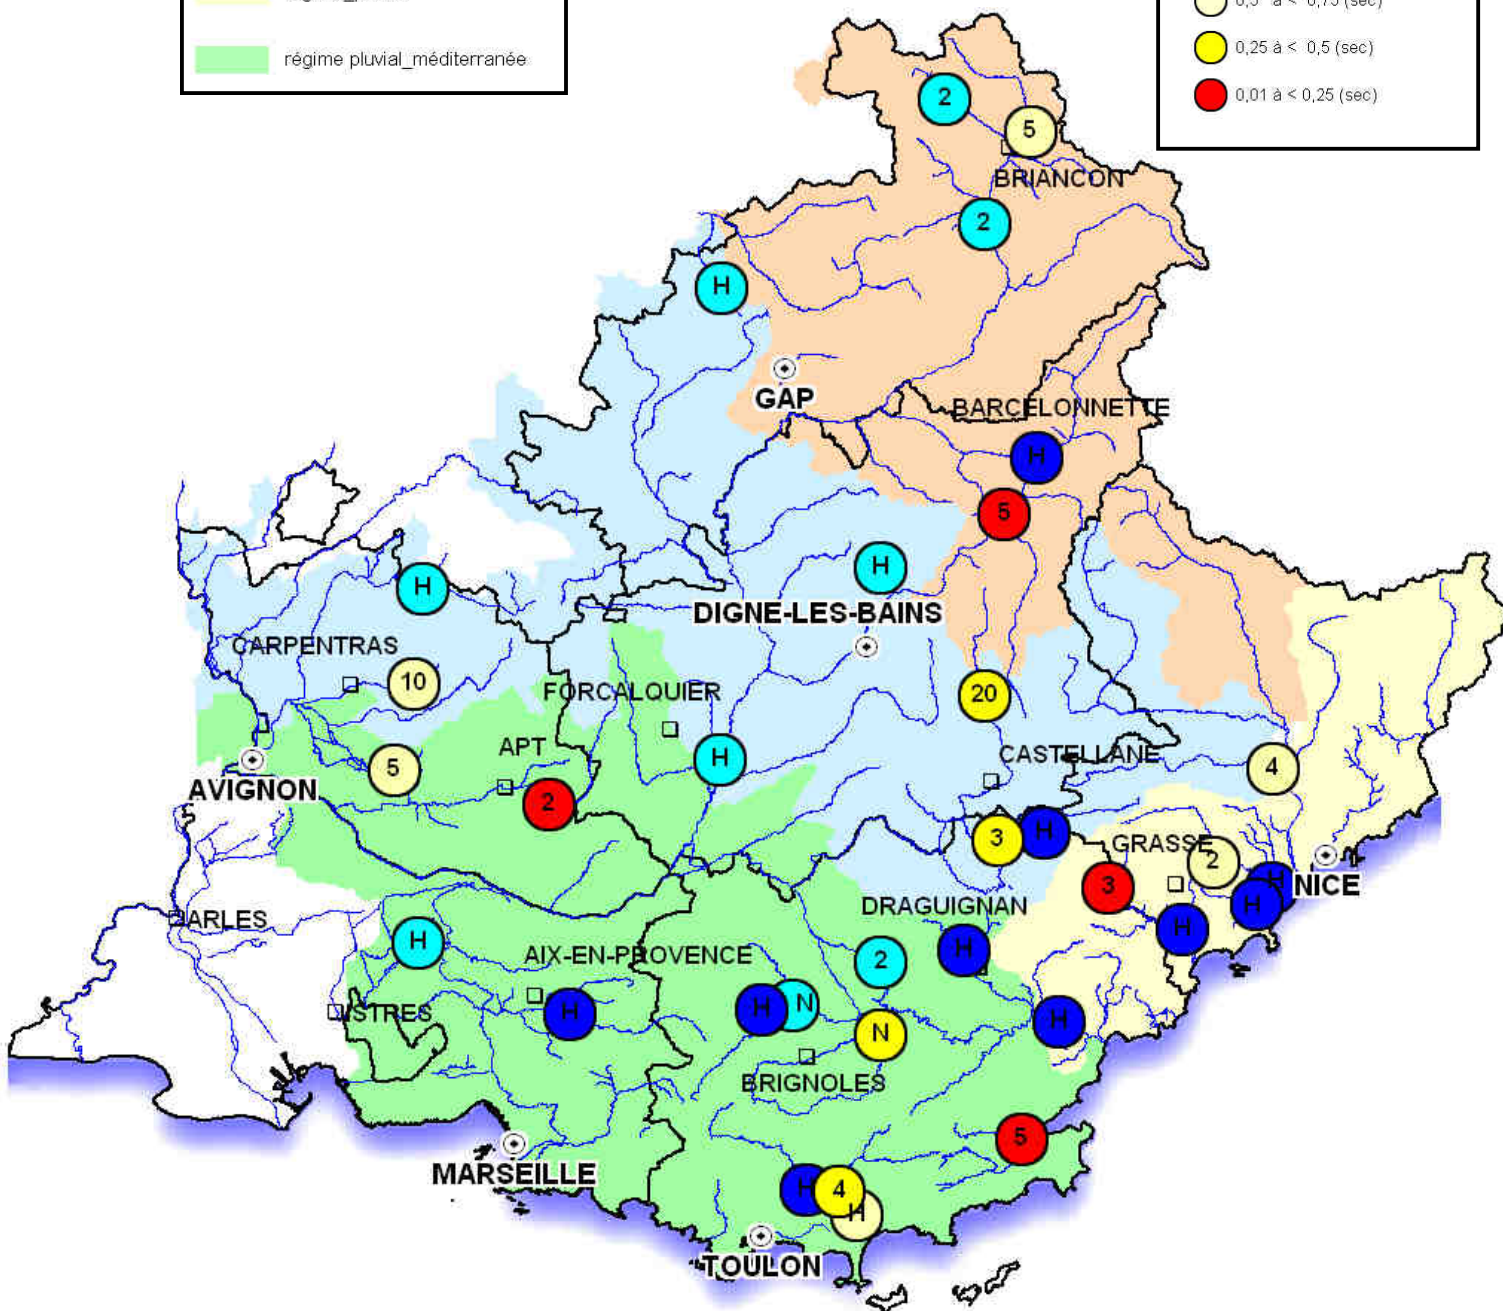 régime pluvial_méditerranée
0,25 à < 0,5 (sec)
0,01 à < 0,25 (sec)
2
5
BRIANCON
2
H
GAP
BARCELONNETTE
H
5
H
H
DIGNE-LES-BAINS
CARPENTRAS
10
FORCALQUIER
20
APT
H
CASTELLANE
4
5
AVIGNON
2
3
H
GRASSE
2
3
H
NICE
H
DRAGUIGNAN
H
ARLES
H
AIX-EN-PROVENCE
2
H
ISTRES
H
H
N
N
H
BRIGNOLES
5
MARSEILLE
H
4
H
TOULON